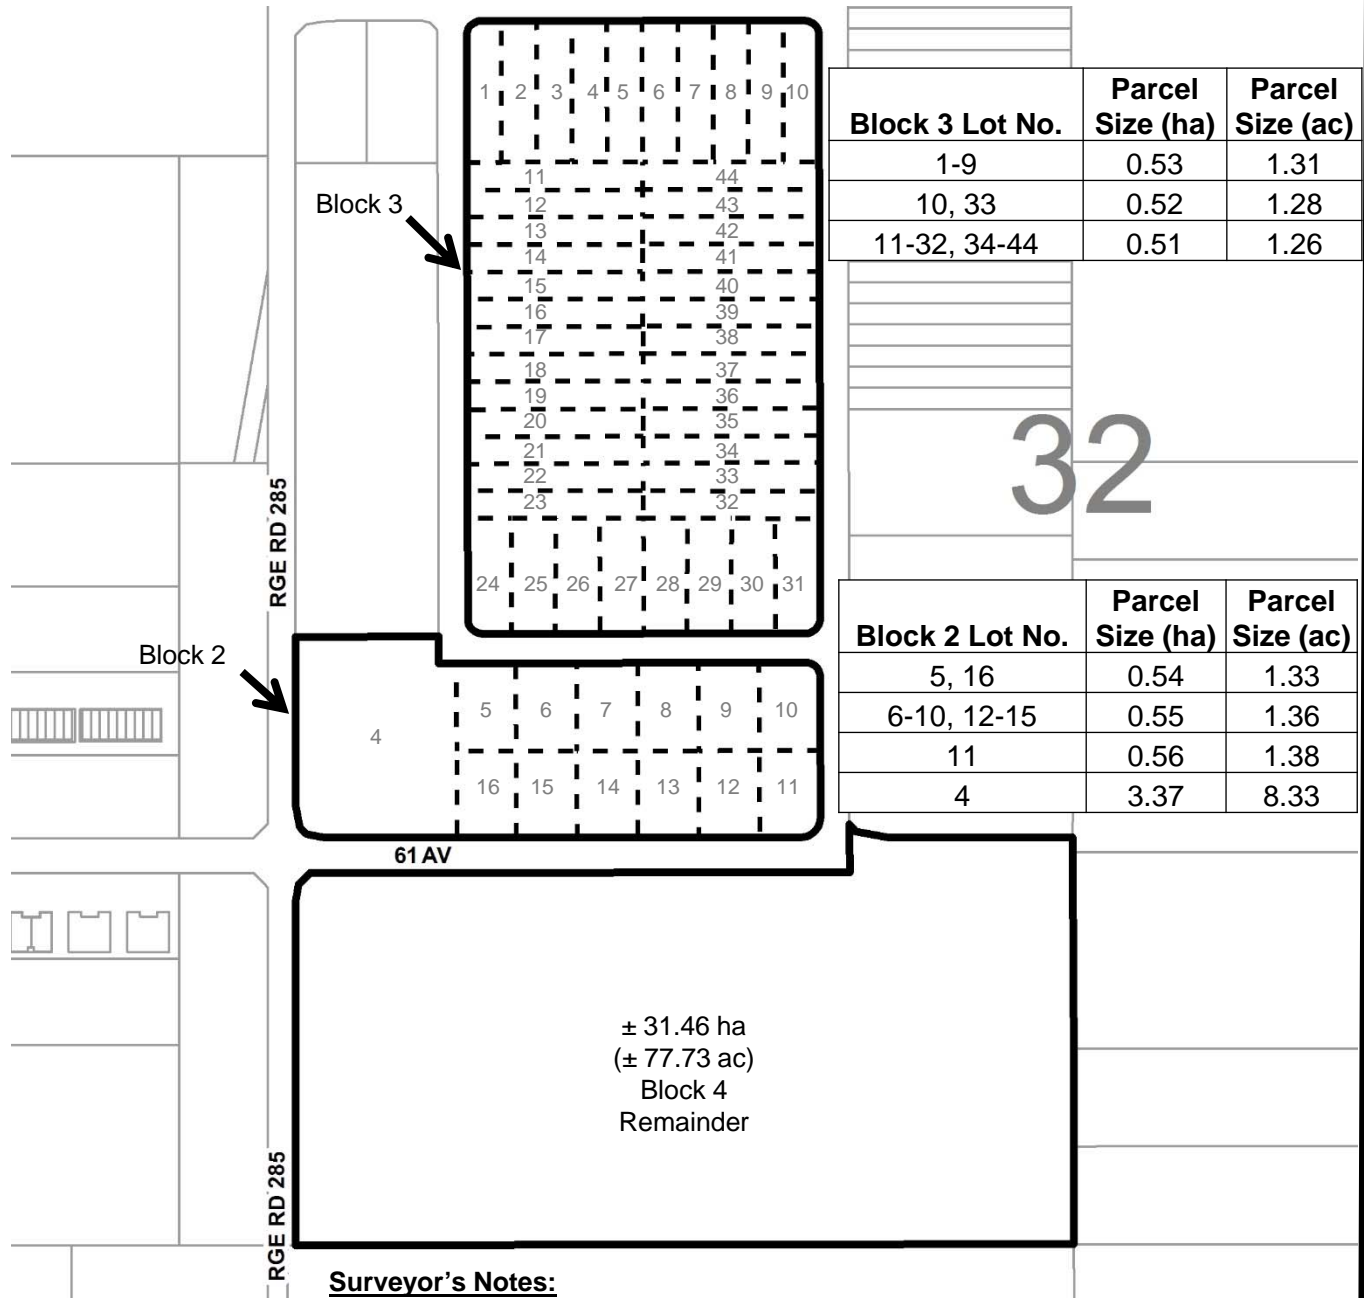 1 2 3 4 5 6 7 8 9 10
11 44
12 43
13 42
14 41
15 40
16 39
17 38
18 37
19 36
20 35
21 34
22 33
23 32
24 25 26 27 28 29 30 31
Block 3
Parcel Parcel
Block 3 Lot No. Size (ha) Size (ac)
1-9 0.53 1.31
10, 33 0.52 1.28
11-32, 34-44 0.51 1.26
32
RGE RD 285
Block 2
4
5 6 7 8 9 10
16 15 14 13 12 11
Parcel Parcel
Block 2 Lot No. Size (ha) Size (ac)
5, 16 0.54 1.33
6-10, 12-15 0.55 1.36
11 0.56 1.38
4 3.37 8.33
61 AV
± 31.46 ha
(± 77.73 ac)
Block 4
Remainder
RGE RD 285
Surveyor's Notes: